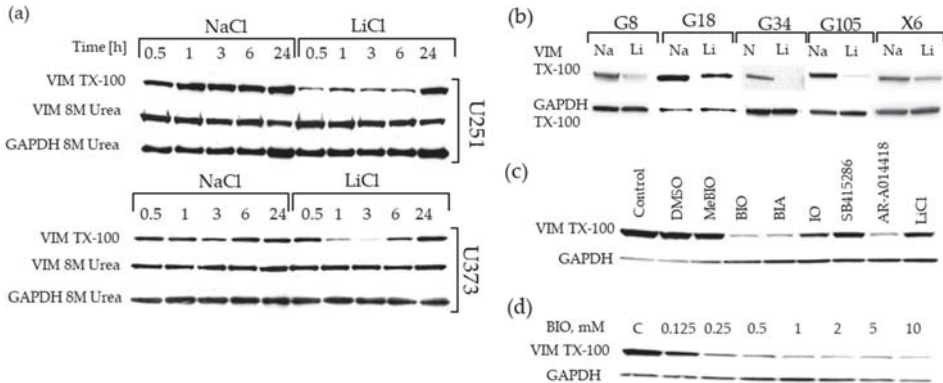 (a)
NaCl LiCl
Time [h] 0.5 1 3 6 24 0.5 1 3 6 24
VIM TX-100
VIM 8M Urea
GAPDH 8M Urea
U251
NaCl LiCl
0.5 1 3 6 24 0.5 1 3 6 24
VIM TX-100
VIM 8M Urea
GAPDH 8M Urea
U373
(b)
G8 G18 G34 G105 X6
VIM Na Li Na Li N Li Na Li Na Li
TX-100
GAPDH
TX-100
(c)
Control DMSO MeBIO BIO BIA IO SB415286 AR-A014418 LiCl
VIM TX-100
GAPDH
(d)
BIO, mM C 0.125 0.25 0.5 1 2 5 10
VIM TX-100
GAPDH